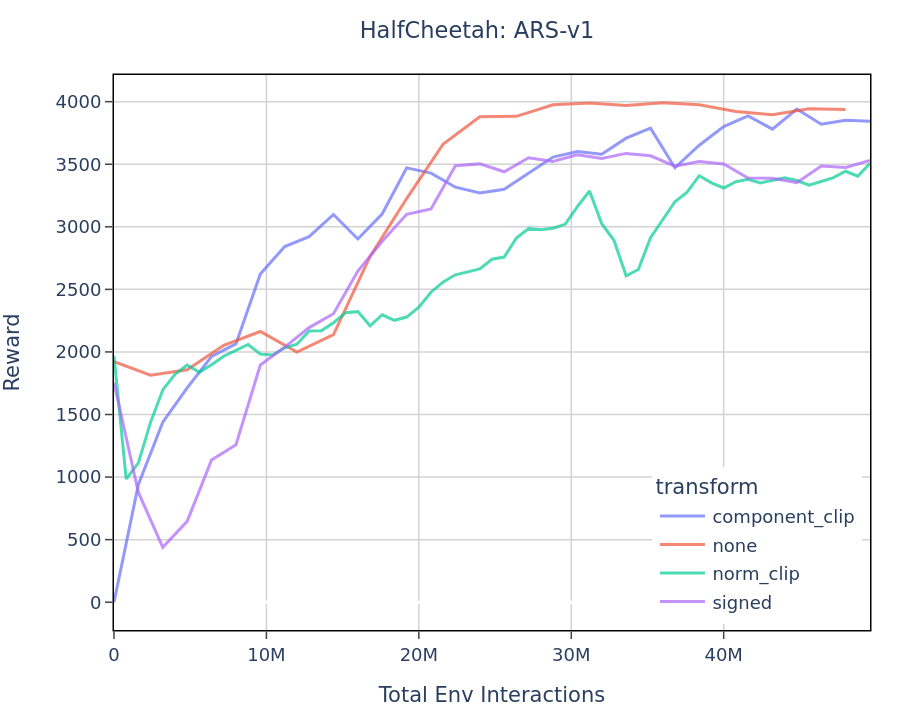 HalfCheetah: ARS-v1
4000
3500
3000
2500
2000
1500
1000
500
0
Reward
0 10M 20M 30M 40M
Total Env Interactions
transform
component_clip
none
norm_clip
signed